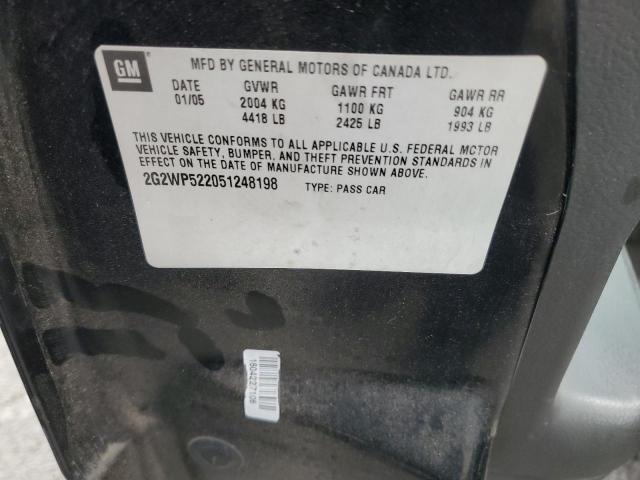 GM
MFD BY GENERAL MOTORS OF CANADA LTD.
DATE GVWR GAWR FRT GAWR RR
01/05 2004 KG 1100 KG 904 KG
4418 LB 2425 LB 1993 LB
THIS VEHICLE CONFORMS TO ALL APPLICABLE U.S. FEDERAL MOTOR
VEHICLE SAFETY, BUMPER, AND THEFT PREVENTION STANDARDS IN
EFFECT ON THE DATE OF MANUFACTURE SHOWN ABOVE.
2G2WP522051248198 TYPE: PASS CAR
1804227106